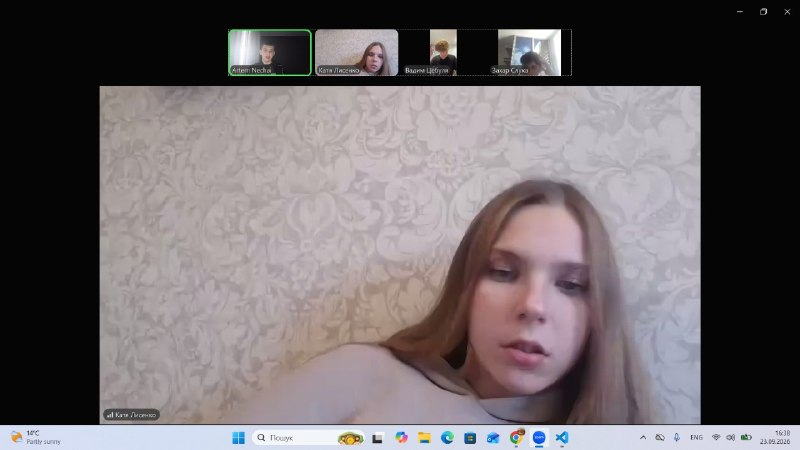 Artem Nechai
Катя Лисенко
Вадим Цебуля
Захар Слука
Катя Лисенко
14°C
Partly sunny
Пошук
ENG
16:38
23.09.2026